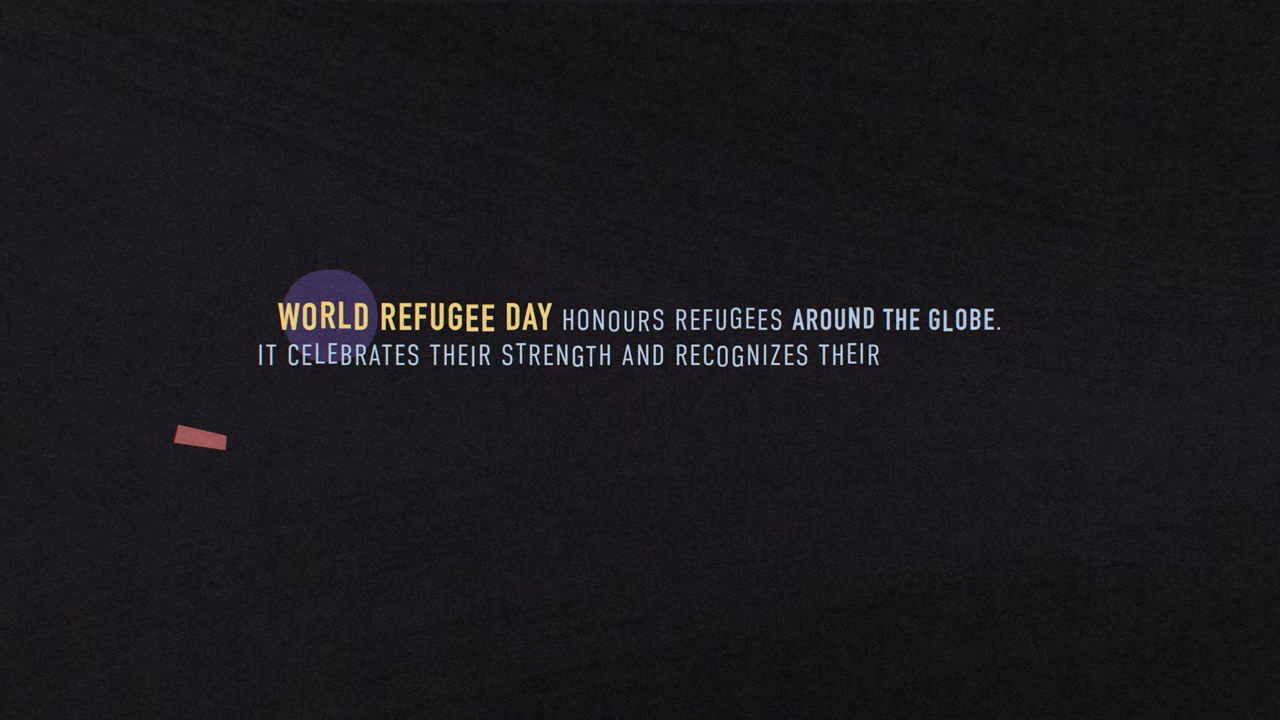 WORLD REFUGEE DAY HONOURS REFUGEES AROUND THE GLOBE.
IT CELEBRATES THEIR STRENGTH AND RECOGNIZES THEIR